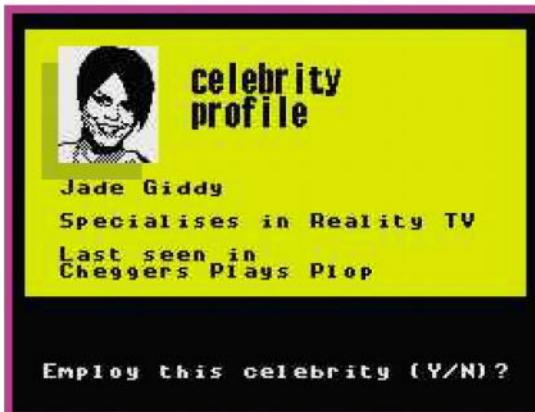 celebrity
profile
Jade Giddy
Specialises in Reality TV
Last seen in
Cheggers Plays Plop
Employ this celebrity (Y/N)?